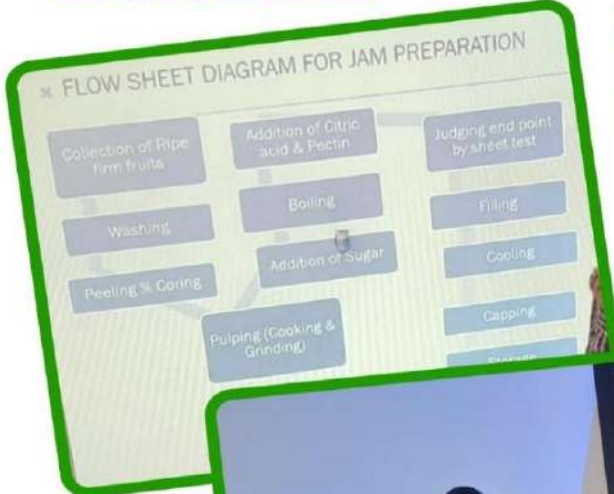 FLOW SHEET DIAGRAM FOR JAM PREPARATION
Collection of Ripe
firm fruits
Washing
Peeling % Coring
Pulping (Cooking &
Grinding)
Addition of Sugar
Boiling
Addition of Citric
acid & Pectin
Judging end point
by sheet test
Filling
Cooling
Capping
Storage